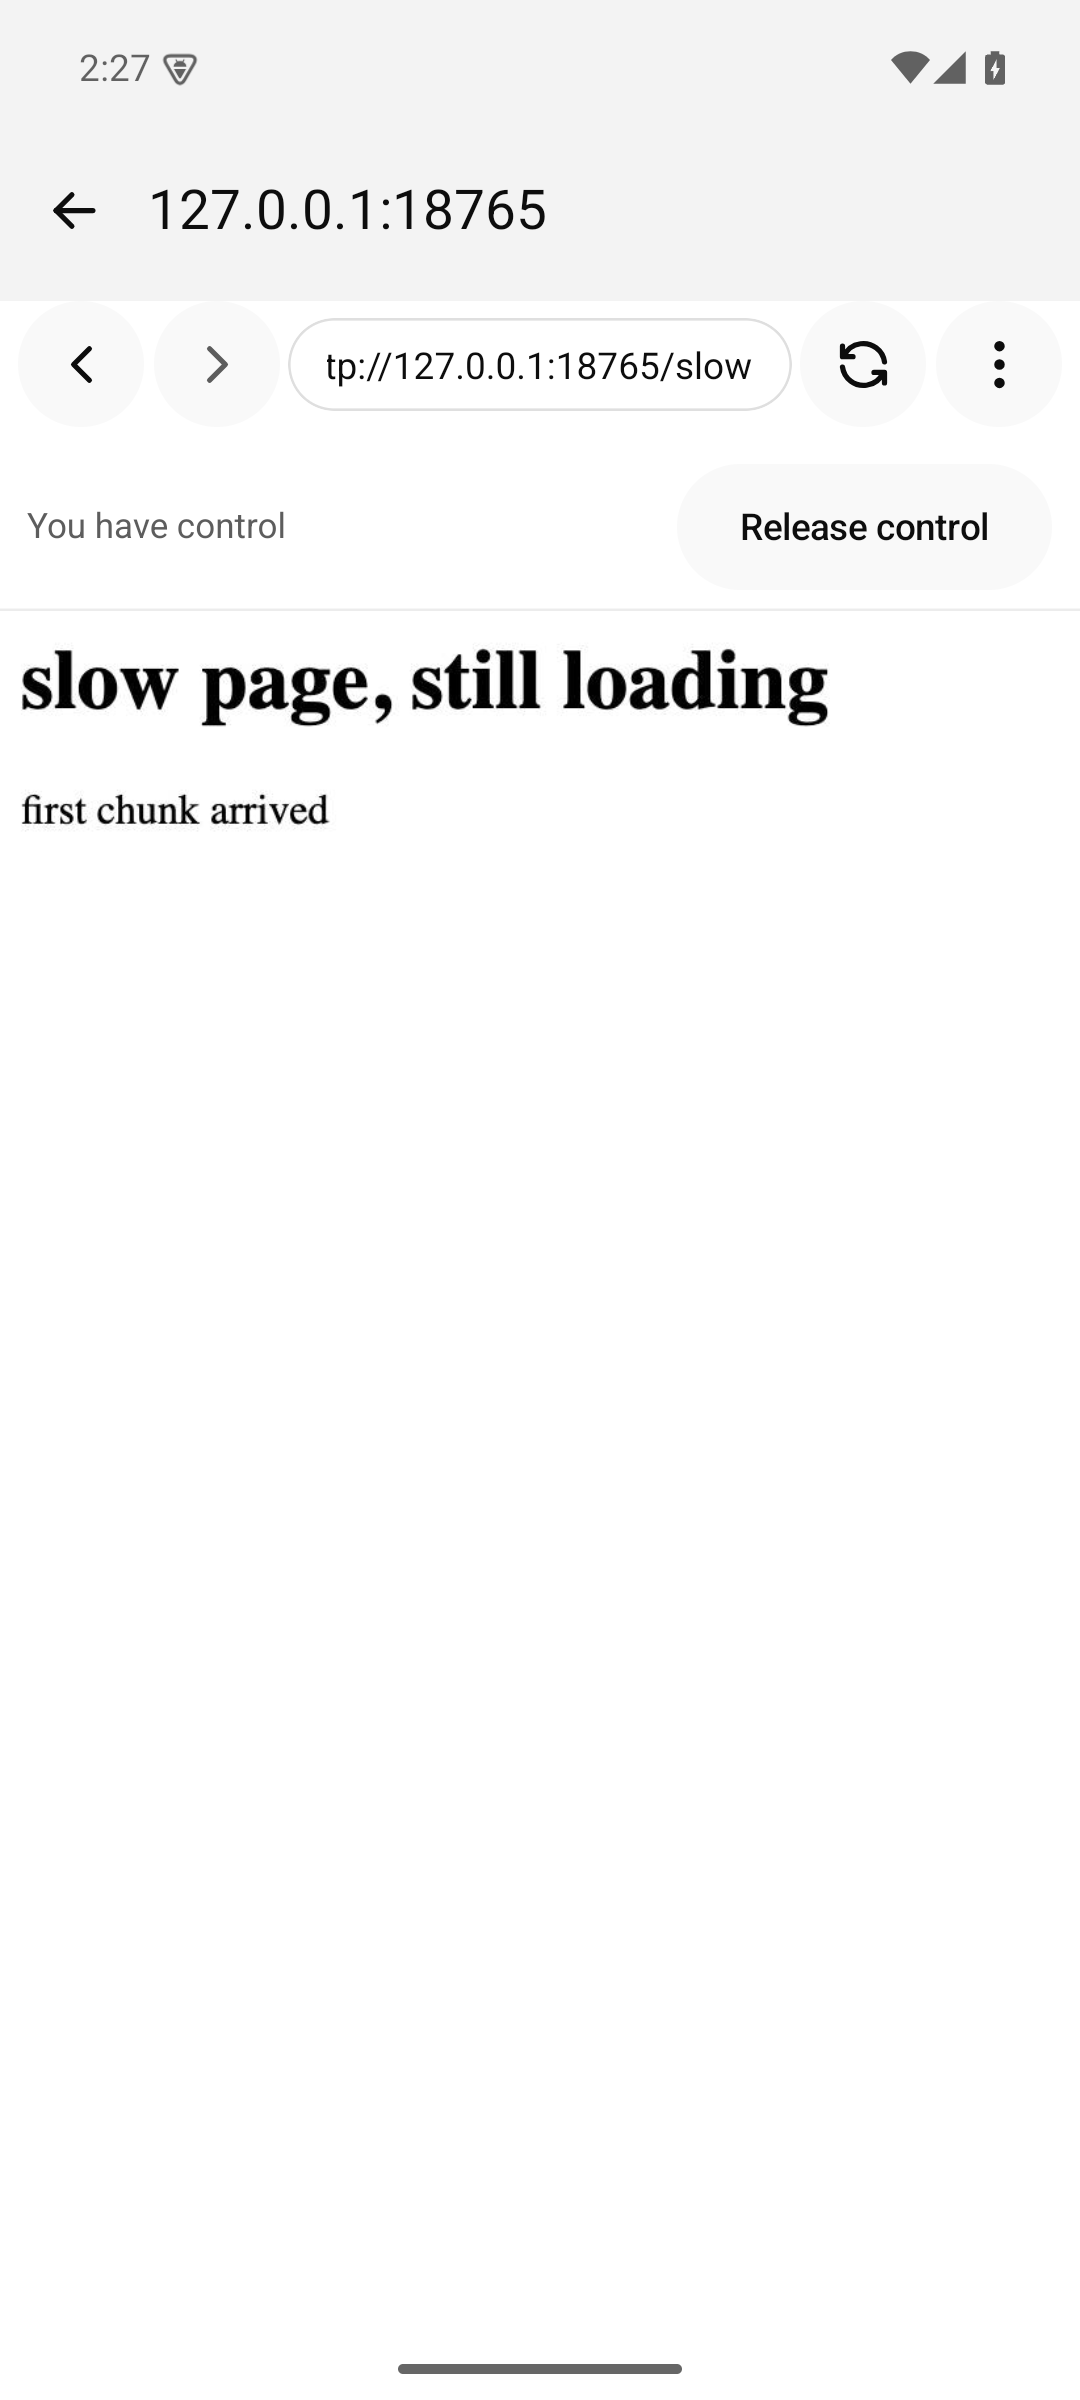 2:27
127.0.0.1:18765
tp://127.0.0.1:18765/slow
You have control
Release control
slow page, still loading
first chunk arrived